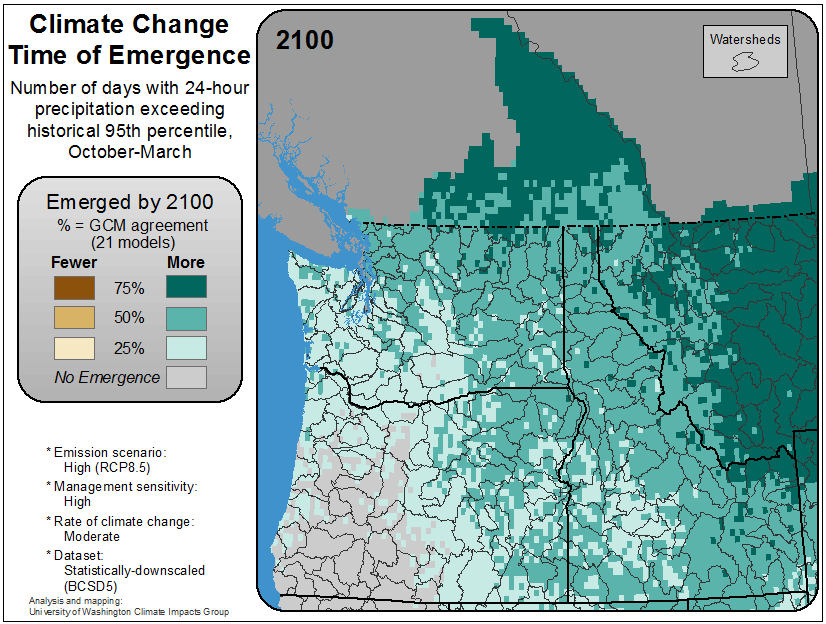 Climate Change
Time of Emergence
Number of days with 24-hour
precipitation exceeding
historical 95th percentile,
October-March
Emerged by 2100
% = GCM agreement
(21 models)
Fewer More
75%
50%
25%
No Emergence
* Emission scenario:
High (RCP8.5)
* Management sensitivity:
High
* Rate of climate change:
Moderate
* Dataset:
Statistically-downscaled
(BCSD5)
Analysis and mapping:
University of Washington Climate Impacts Group
2100
Watersheds